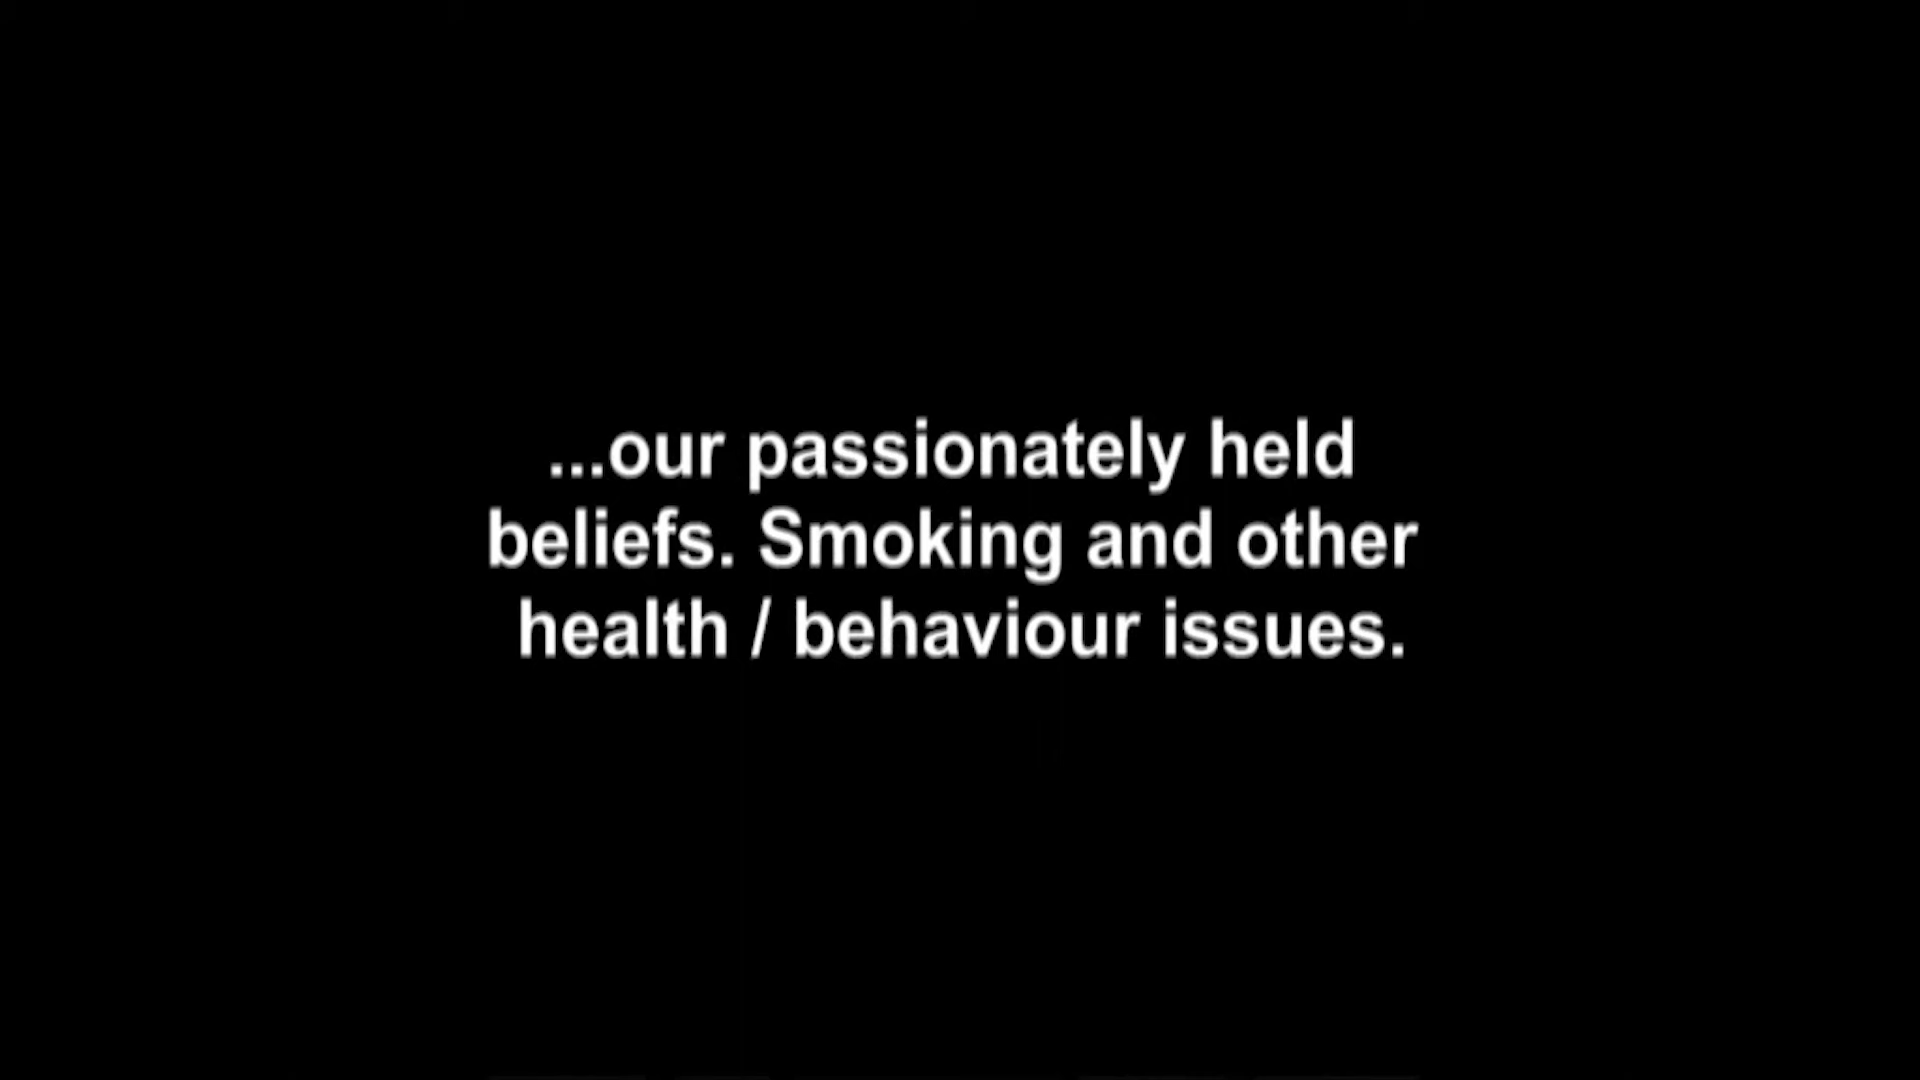 ...our passionately held
beliefs. Smoking and other
health / behaviour issues.